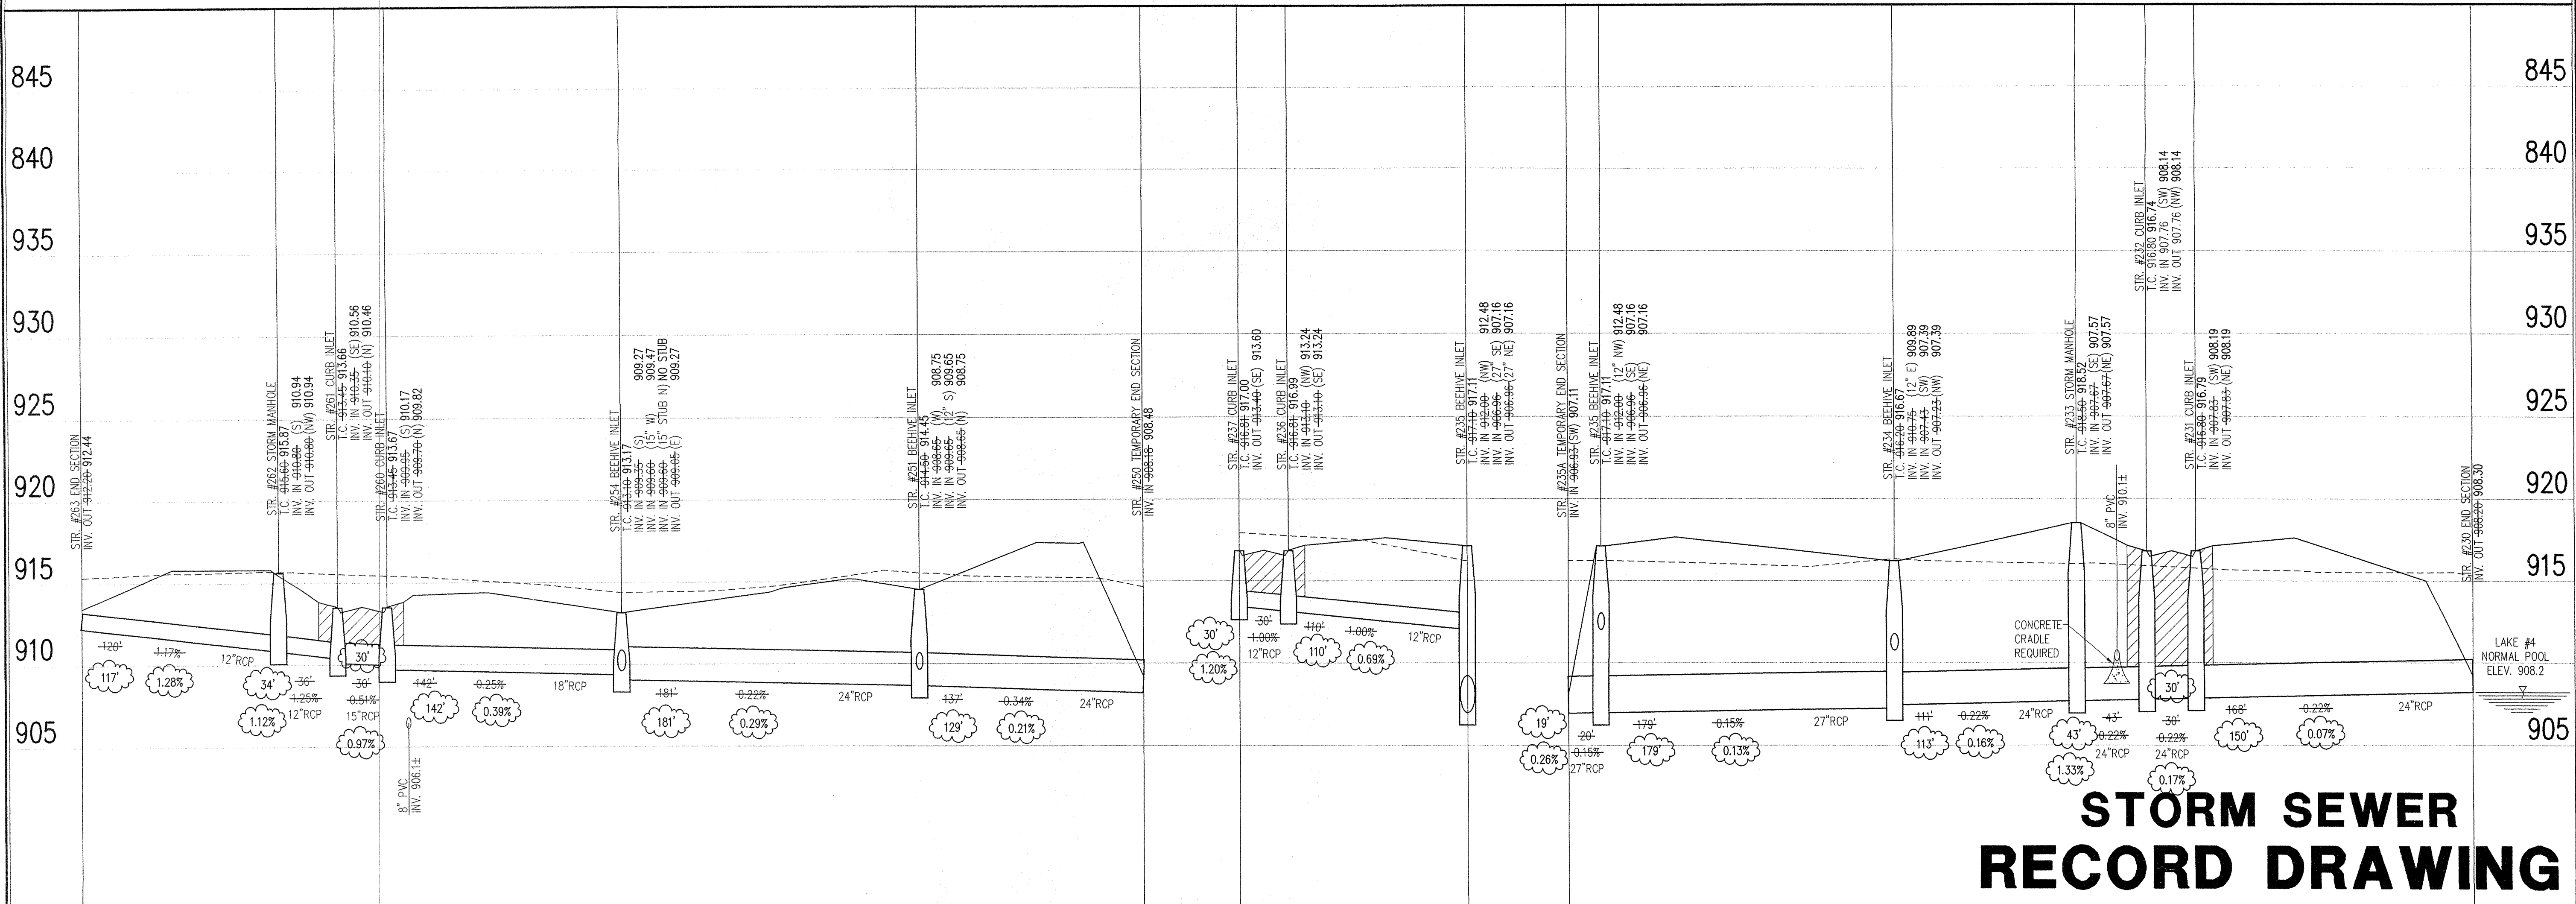 845
840
935
930
925
920
915
910
905
845
840
935
930
925
920
915
905
STR. #263 END SECTION
INV. OUT 912.20 912.44
STR. #262 STORM MANHOLE
T.C. 915.60 915.87
INV. IN 910.80 (S) 910.94
INV. OUT 910.80 (NW) 910.94
STR. #261 CURB INLET
T.C. 913.45 913.66
INV. IN 910.35 (SE) 910.56
INV. OUT 910.10 (N) 910.46
STR. #260 CURB INLET
T.C. 913.45 913.67
INV. IN 909.95 (S) 910.17
INV. OUT 909.70 (N) 909.82
STR. #254 BEEHIVE INLET
T.C. 913.10 913.17
INV. IN 909.35 (S) 909.27
INV. IN 909.60 (15" W) 909.47
INV. IN 909.60 (15" STUB N) NO STUB
INV. OUT 909.05 (E) 909.27
STR. #251 BEEHIVE INLET
T.C. 914.50 914.45
INV. IN 908.65 (W) 908.75
INV. IN 908.65 (12" S) 909.65
INV. OUT 908.65 (N) 908.75
STR. #250 TEMPORARY END SECTION
INV. IN 908.18 908.48
STR. #237 CURB INLET
T.C. 916.81 917.00
INV. OUT 913.40 (SE) 913.60
STR. #236 CURB INLET
T.C. 916.81 916.99
INV. IN 913.10 (NW) 913.24
INV. OUT 913.10 (SE) 913.24
STR. #235 BEEHIVE INLET
T.C. 917.10 917.11
INV. IN 912.00 (NW) 912.48
INV. IN 906.96 (27" SE) 907.16
INV. OUT 906.96 (27" NE) 907.16
STR. #235A TEMPORARY END SECTION
INV. IN 906.93 (SW) 907.11
STR. #235 BEEHIVE INLET
T.C. 917.10 917.11
INV. IN 912.00 (12" NW) 912.48
INV. IN 906.96 (SE) 907.16
INV. OUT 906.96 (NE) 907.16
STR. #234 BEEHIVE INLET
T.C. 916.20 916.67
INV. IN 910.75 (12" E) 909.89
INV. IN 907.43 (SW) 907.39
INV. OUT 907.23 (NW) 907.39
STR. #233 STORM MANHOLE
T.C. 918.50 918.52
INV. IN 907.67 (SE) 907.57
INV. OUT 907.67 (NE) 907.57
8" PVC
INV. 910.1±
STR. #232 CURB INLET
T.C. 916.80 916.74
INV. IN 907.76 (SW) 908.14
INV. OUT 907.76 (NW) 908.14
STR. #231 CURB INLET
T.C. 916.80 916.79
INV. IN 907.83 (SW) 908.19
INV. OUT 907.83 (NE) 908.19
STR. #230 END SECTION
INV. OUT 908.20 908.30
120'
1.17%
12"RCP
117'
1.28%
34'
36'
1.25%
12"RCP
1.12%
30'
30'
0.51%
15"RCP
0.97%
142'
0.25%
18"RCP
142'
0.39%
8" PVC
INV. 906.1±
181'
0.22%
24"RCP
181'
0.29%
137'
0.34%
24"RCP
129'
0.21%
30'
30'
1.00%
12"RCP
1.20%
110'
1.00%
12"RCP
110'
0.69%
19'
20'
0.15%
27"RCP
0.26%
179'
0.15%
27"RCP
179'
0.13%
111'
0.22%
24"RCP
113'
0.16%
CONCRETE
CRADLE
REQUIRED
43'
43'
0.22%
24"RCP
1.33%
30'
30'
0.22%
24"RCP
0.17%
168'
0.22%
24"RCP
150'
0.07%
LAKE #4
NORMAL POOL
ELEV. 908.2
STORM SEWER
RECORD DRAWING